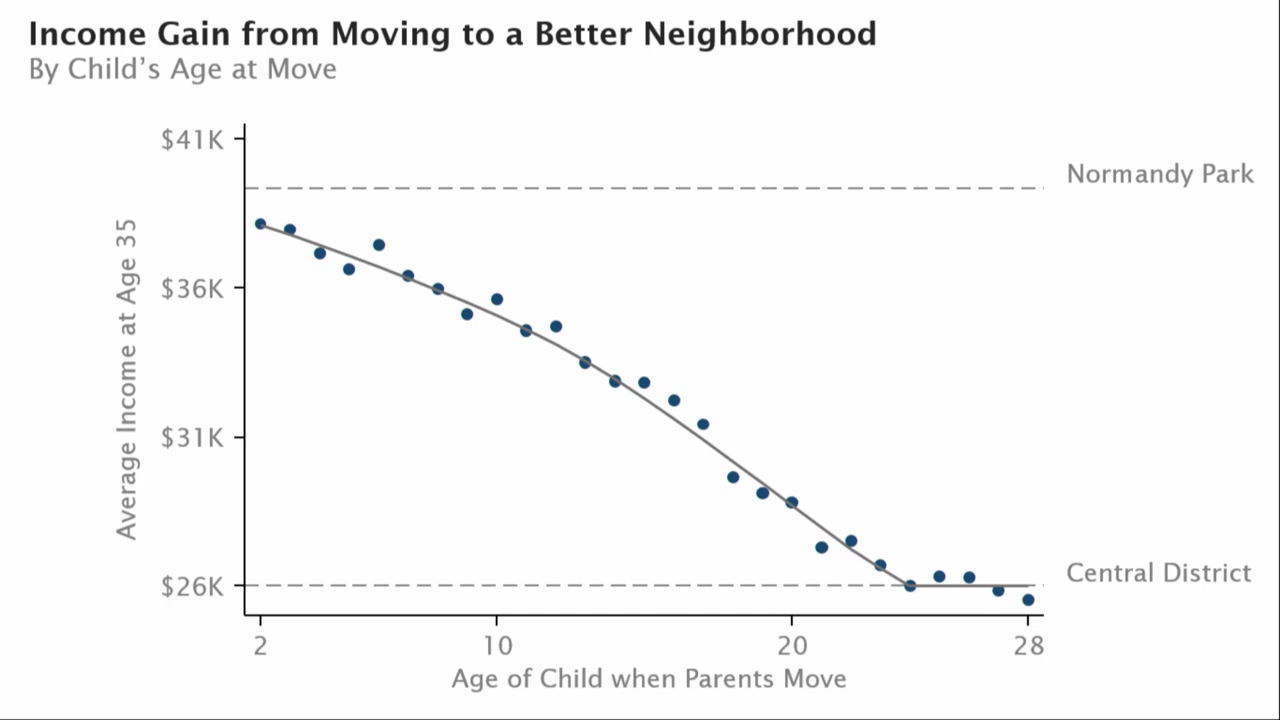 Income Gain from Moving to a Better Neighborhood
By Child's Age at Move
$41K
Normandy Park
Average Income at Age 35
$36K
$31K
$26K
Central District
2 10 20 28
Age of Child when Parents Move